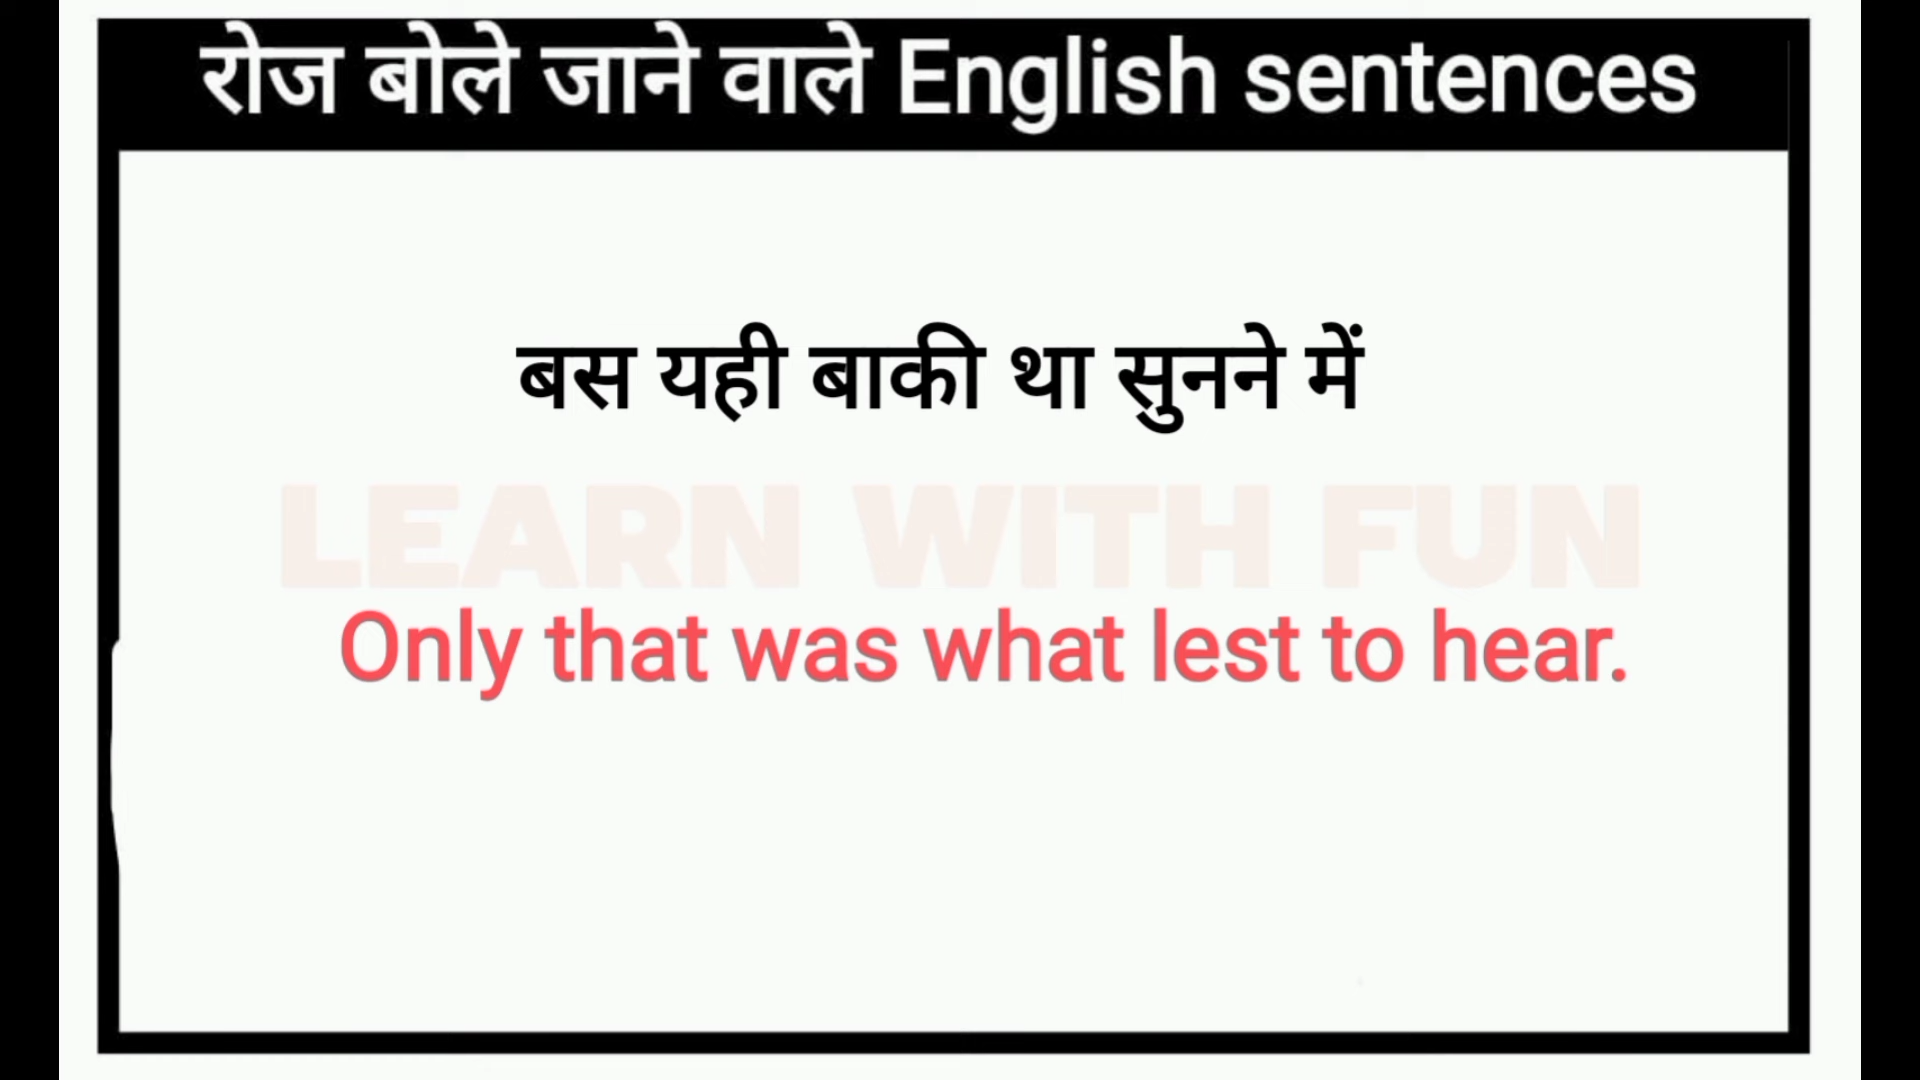 रोज बोले जाने वाले English sentences
बस यही बाकी था सुनने में
LEARN WITH FUN
Only that was what lest to hear.